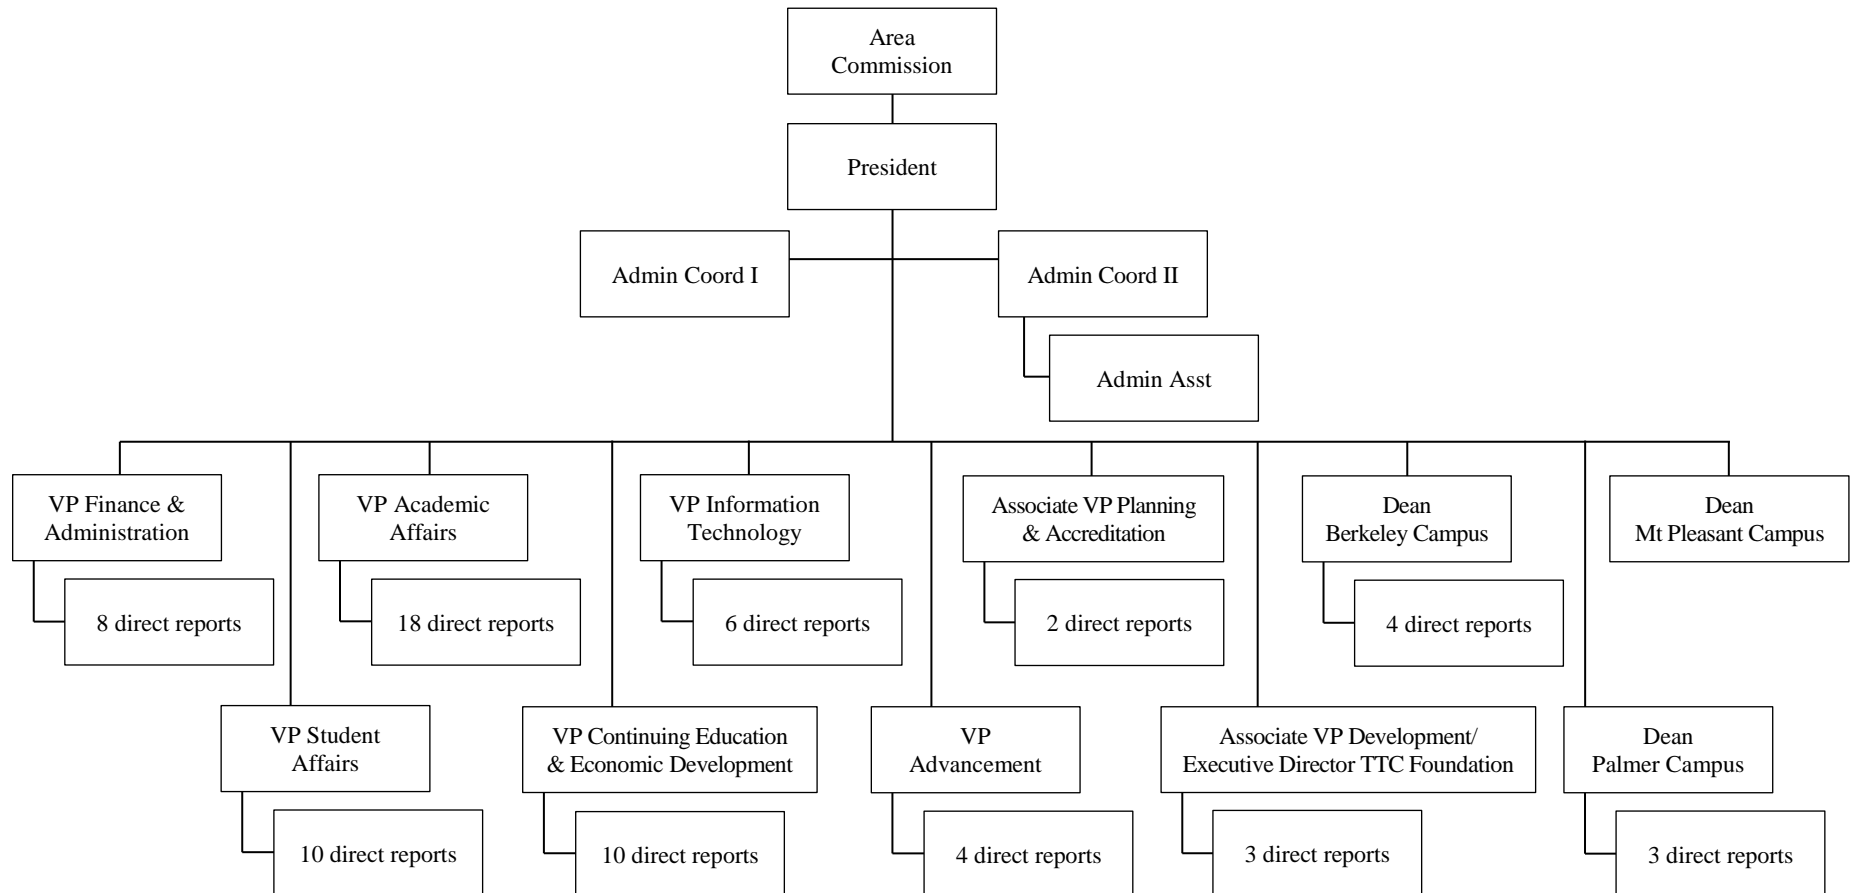 Area
Commission
President
Admin Coord I
Admin Coord II
Admin Asst
VP Finance &
Administration
VP Academic
Affairs
VP Information
Technology
Associate VP Planning
& Accreditation
Dean
Berkeley Campus
Dean
Mt Pleasant Campus
8 direct reports
18 direct reports
6 direct reports
2 direct reports
4 direct reports
VP Student
Affairs
VP Continuing Education
& Economic Development
VP
Advancement
Associate VP Development/
Executive Director TTC Foundation
Dean
Palmer Campus
10 direct reports
10 direct reports
4 direct reports
3 direct reports
3 direct reports